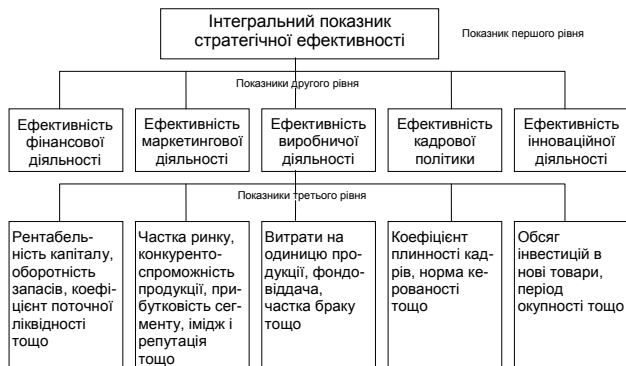 Інтегральний показник
стратегічної ефективності
Показник першого рівня
Показники другого рівня
Ефективність
фінансової
діяльності
Ефективність
маркетингової
діяльності
Ефективність
виробничої
діяльності
Ефективність
кадрової
політики
Ефективність
інноваційної
діяльності
Показники третього рівня
Рентабель-
ність капіталу,
оборотність
запасів, коефі-
цієнт поточної
ліквідності
тощо
Частка ринку,
конкуренто-
спроможність
продукції, при-
бутковість сег-
менту, імідж і
репутація
тощо
Витрати на
одиницю про-
дукції, фондо-
віддача,
частка браку
тощо
Коефіцієнт
плинності кад-
рів, норма ке-
рованості
тощо
Обсяг
інвестицій в
нові товари,
період
окупності тощо